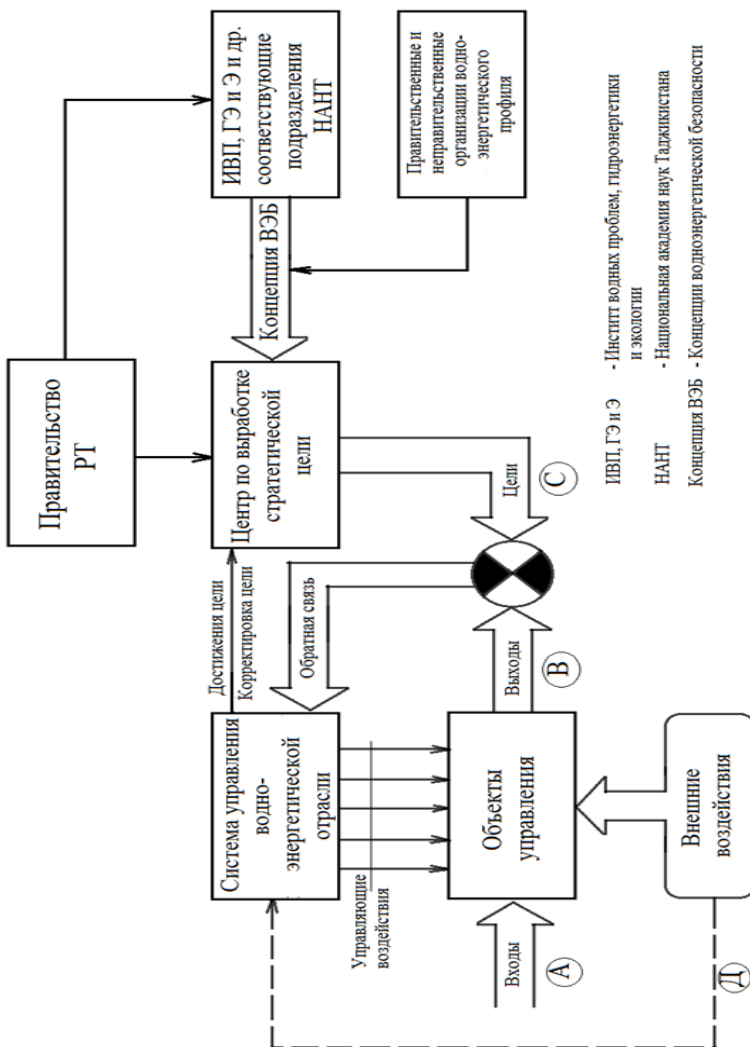 Правительство
РТ
ИВП, ГЭ и Э и др.
соответствующие
подразделения
НАНТ
Концепция ВЭБ
Правительственные и
неправительственные
организации водно-
энергетического
профиля
Центр по выработке
стратегической
цели
Достижения цели
Корректировка цели
Система управления
водно-
энергетической
отрасли
Обратная связь
Цели
С
Управляющие
воздействия
Входы
А
Объекты
управления
Выходы
В
Внешние
воздействия
Д
ИВП, ГЭ и Э - Инститт водных проблем, гидроэнергетики
и экологии
НАНТ - Национальная академия наук Таджикистана
Концепция ВЭБ - Концепции водноэнергетической безопасности